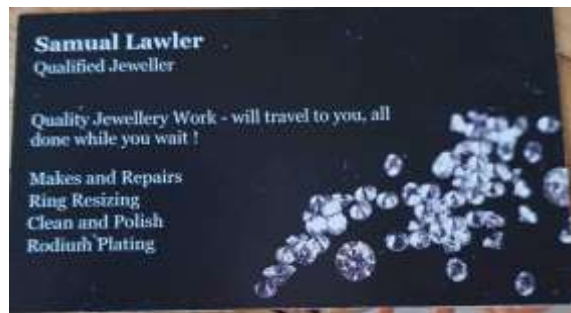 Samual Lawler
Qualified Jeweller
Quality Jewellery Work - will travel to you, all
done while you wait !
Makes and Repairs
Ring Resizing
Clean and Polish
Rodium Plating